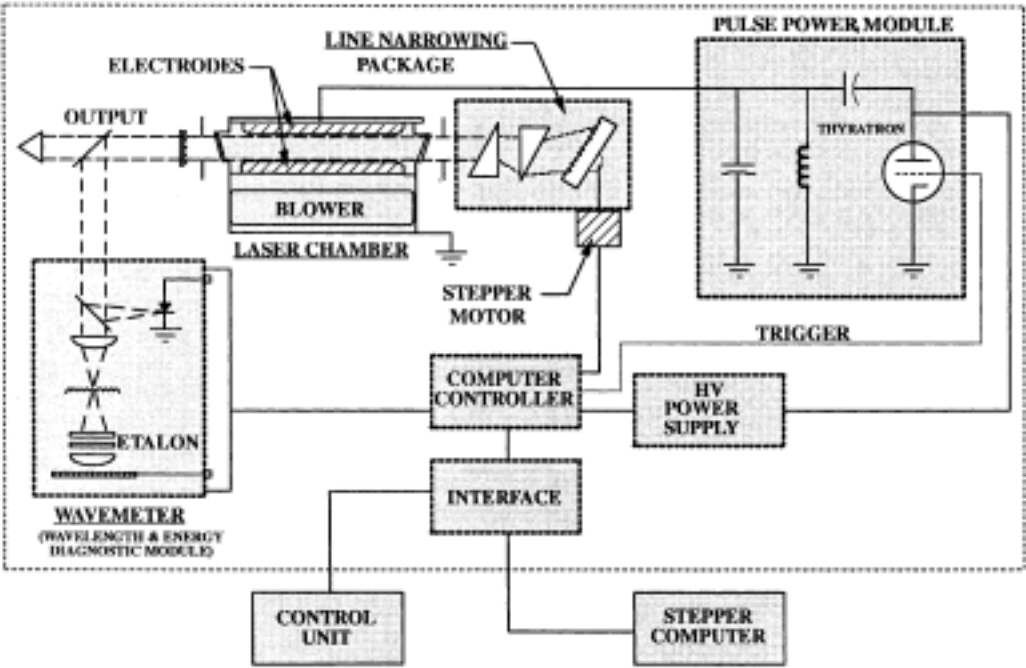 PULSE POWER MODULE
LINE NARROWING
PACKAGE
ELECTRODES
OUTPUT
THYRATRON
BLOWER
LASER CHAMBER
STEPPER
MOTOR
TRIGGER
COMPUTER
CONTROLLER
HV
POWER
SUPPLY
ETALON
INTERFACE
WAVEMETER
(WAVELENGTH & ENERGY
DIAGNOSTIC MODULE)
CONTROL
UNIT
STEPPER
COMPUTER